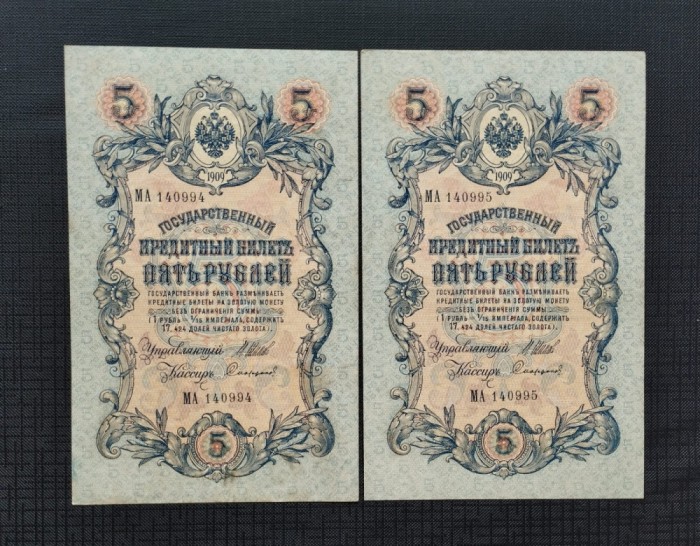 5 5
1909
МА 140994
ГОСУДАРСТВЕННЫЙ
КРЕДИТНЫЙ БИЛЕТЪ
ПЯТЬ РУБЛЕЙ
ГОСУДАРСТВЕННЫЙ БАНКЪ РАЗМѢНИВАЕТЪ
КРЕДИТНЫЕ БИЛЕТЫ НА ЗОЛОТУЮ МОНЕТУ
БЕЗЪ ОГРАНИЧЕНІЯ СУММЫ
(1 РУБЛЬ = 1/15 ИМПЕРІАЛА, СОДЕРЖИТЪ
17,424 ДОЛЕЙ ЧИСТАГО ЗОЛОТА).
Управляющій
Кассиръ
МА 140994
5
5 5
1909
МА 140995
ГОСУДАРСТВЕННЫЙ
КРЕДИТНЫЙ БИЛЕТЪ
ПЯТЬ РУБЛЕЙ
ГОСУДАРСТВЕННЫЙ БАНКЪ РАЗМѢНИВАЕТЪ
КРЕДИТНЫЕ БИЛЕТЫ НА ЗОЛОТУЮ МОНЕТУ
БЕЗЪ ОГРАНИЧЕНІЯ СУММЫ
(1 РУБЛЬ = 1/15 ИМПЕРІАЛА, СОДЕРЖИТЪ
17,424 ДОЛЕЙ ЧИСТАГО ЗОЛОТА).
Управляющій
Кассиръ
МА 140995
5